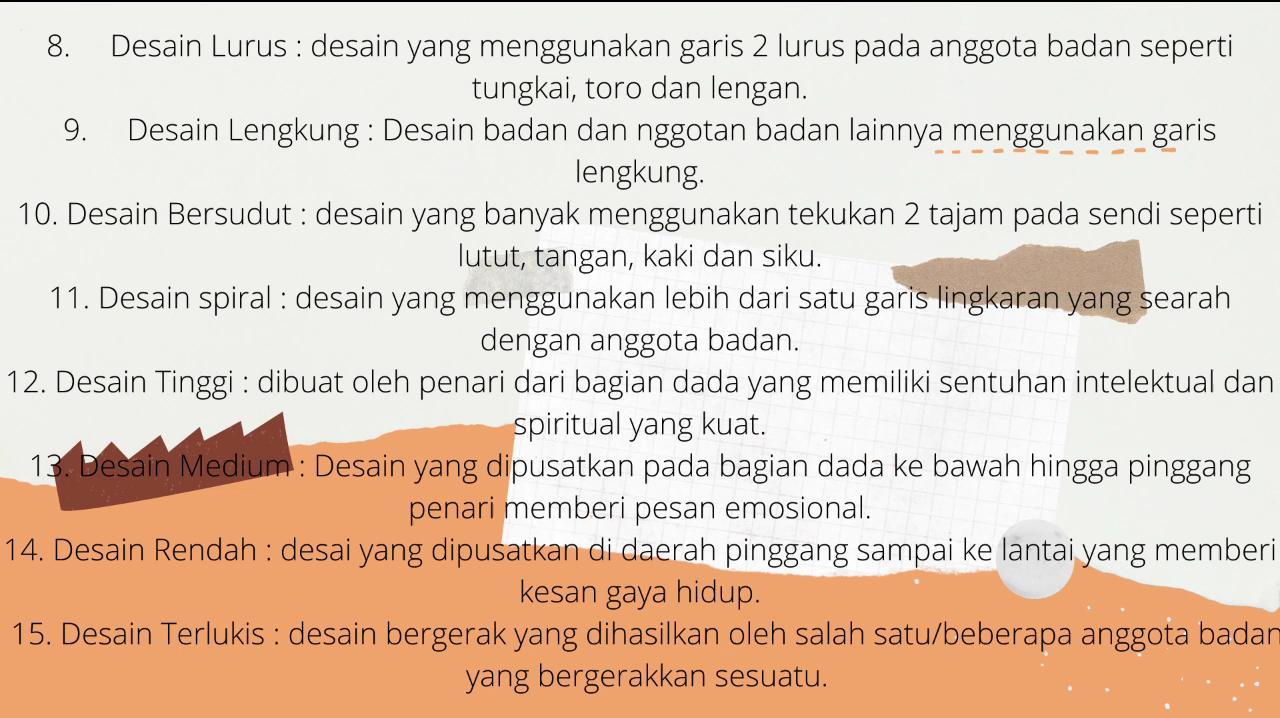 8. Desain Lurus : desain yang menggunakan garis 2 lurus pada anggota badan seperti
tungkai, toro dan lengan.
9. Desain Lengkung : Desain badan dan nggotan badan lainnya menggunakan garis
lengkung.
10. Desain Bersudut : desain yang banyak menggunakan tekukan 2 tajam pada sendi seperti
lutut, tangan, kaki dan siku.
11. Desain spiral : desain yang menggunakan lebih dari satu garis lingkaran yang searah
dengan anggota badan.
12. Desain Tinggi : dibuat oleh penari dari bagian dada yang memiliki sentuhan intelektual dan
spiritual yang kuat.
13. Desain Medium : Desain yang dipusatkan pada bagian dada ke bawah hingga pinggang
penari memberi pesan emosional.
14. Desain Rendah : desai yang dipusatkan di daerah pinggang sampai ke lantai yang memberi
kesan gaya hidup.
15. Desain Terlukis : desain bergerak yang dihasilkan oleh salah satu/beberapa anggota badan
yang bergerakkan sesuatu.